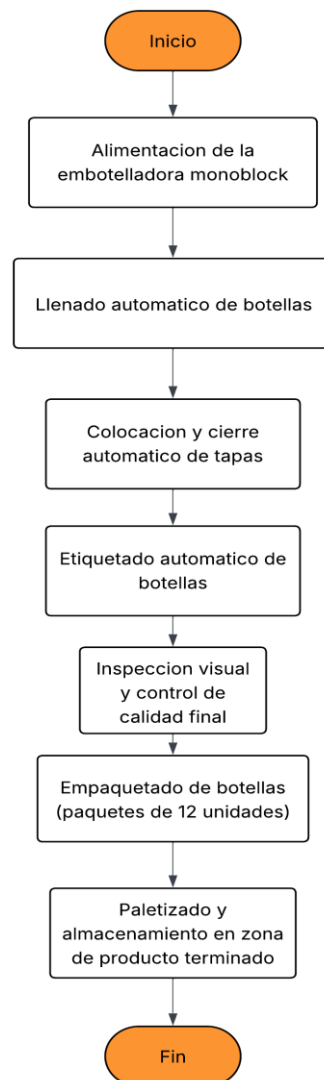 Inicio
Alimentacion de la
embotelladora monoblock
Llenado automatico de botellas
Colocacion y cierre
automatico de tapas
Etiquetado automatico de
botellas
Inspeccion visual
y control de
calidad final
Empaquetado de botellas
(paquetes de 12 unidades)
Paletizado y
almacenamiento en zona
de producto terminado
Fin